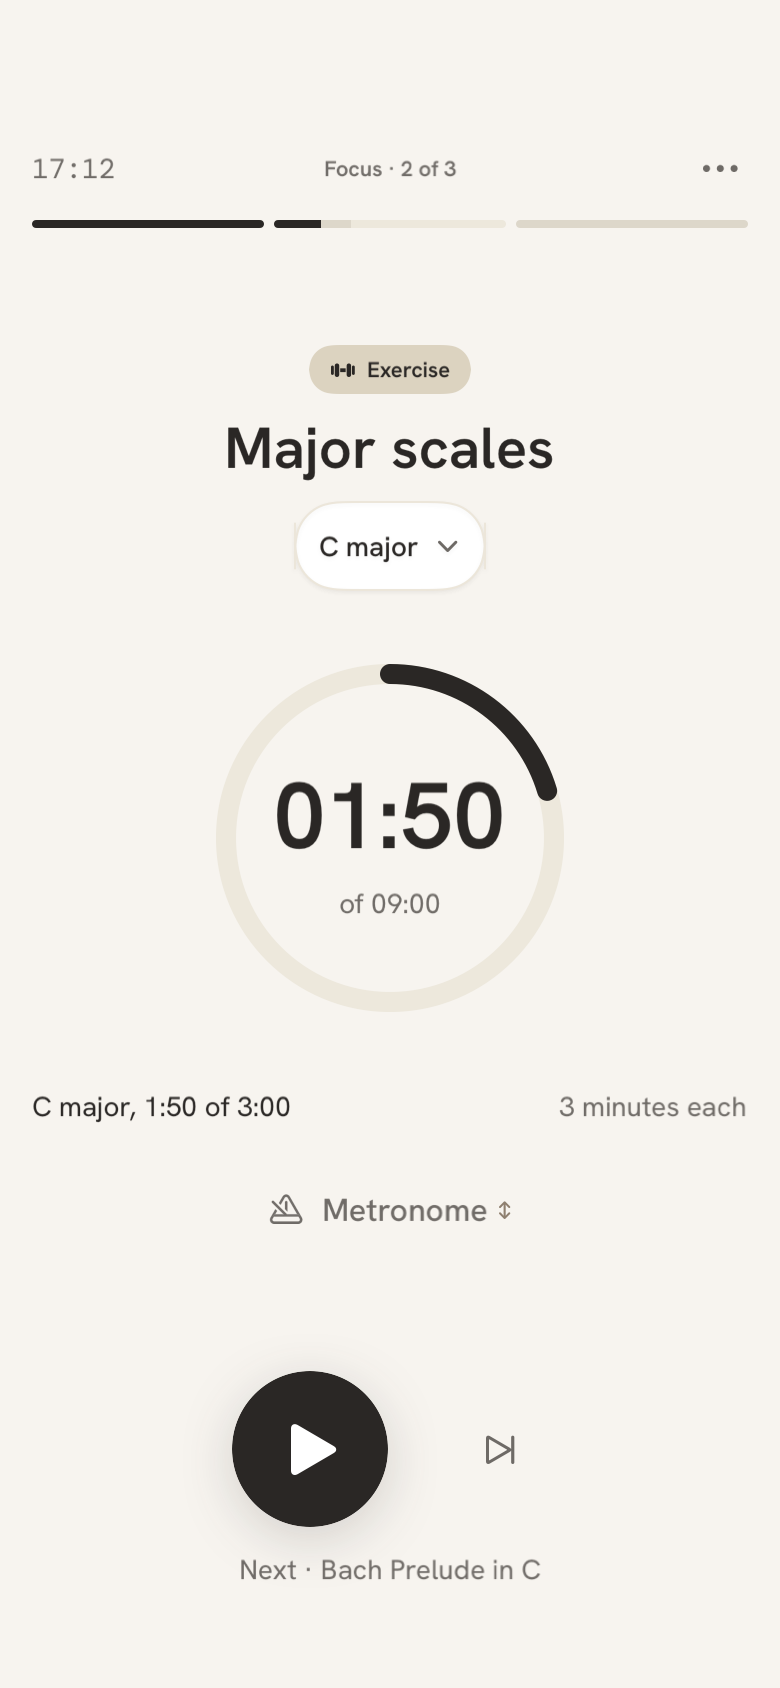 17:12
Focus · 2 of 3
Exercise
Major scales
C major
01:50
of 09:00
C major, 1:50 of 3:00
3 minutes each
Metronome
Next · Bach Prelude in C